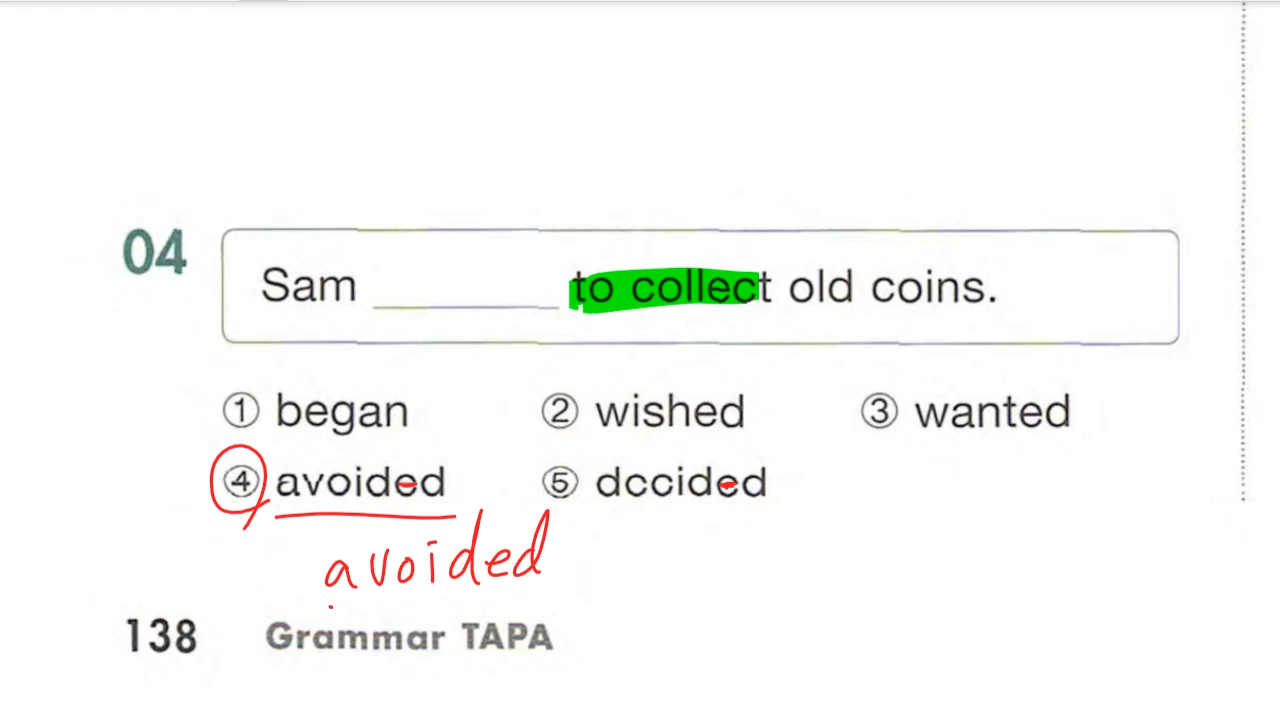 04
Sam ________ to collect old coins.
① began ② wished ③ wanted
④ avoided ⑤ dccided
avoided
138 Grammar TAPA